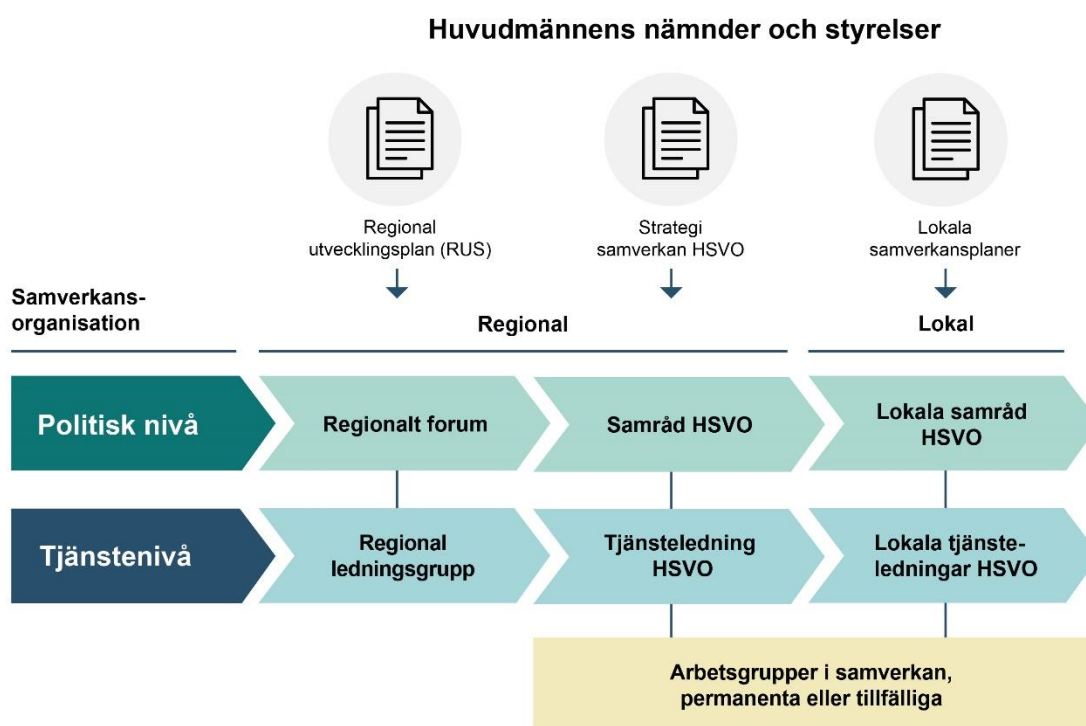 Huvudmännens nämnder och styrelser
Regional
utvecklingsplan (RUS)
Strategi
samverkan HSVO
Lokala
samverkansplaner
Samverkans-
organisation
Regional
Lokal
Politisk nivå
Regionalt forum
Samråd HSVO
Lokala samråd
HSVO
Tjänstenivå
Regional
ledningsgrupp
Tjänsteledning
HSVO
Lokala tjänste-
ledningar HSVO
Arbetsgrupper i samverkan,
permanenta eller tillfälliga